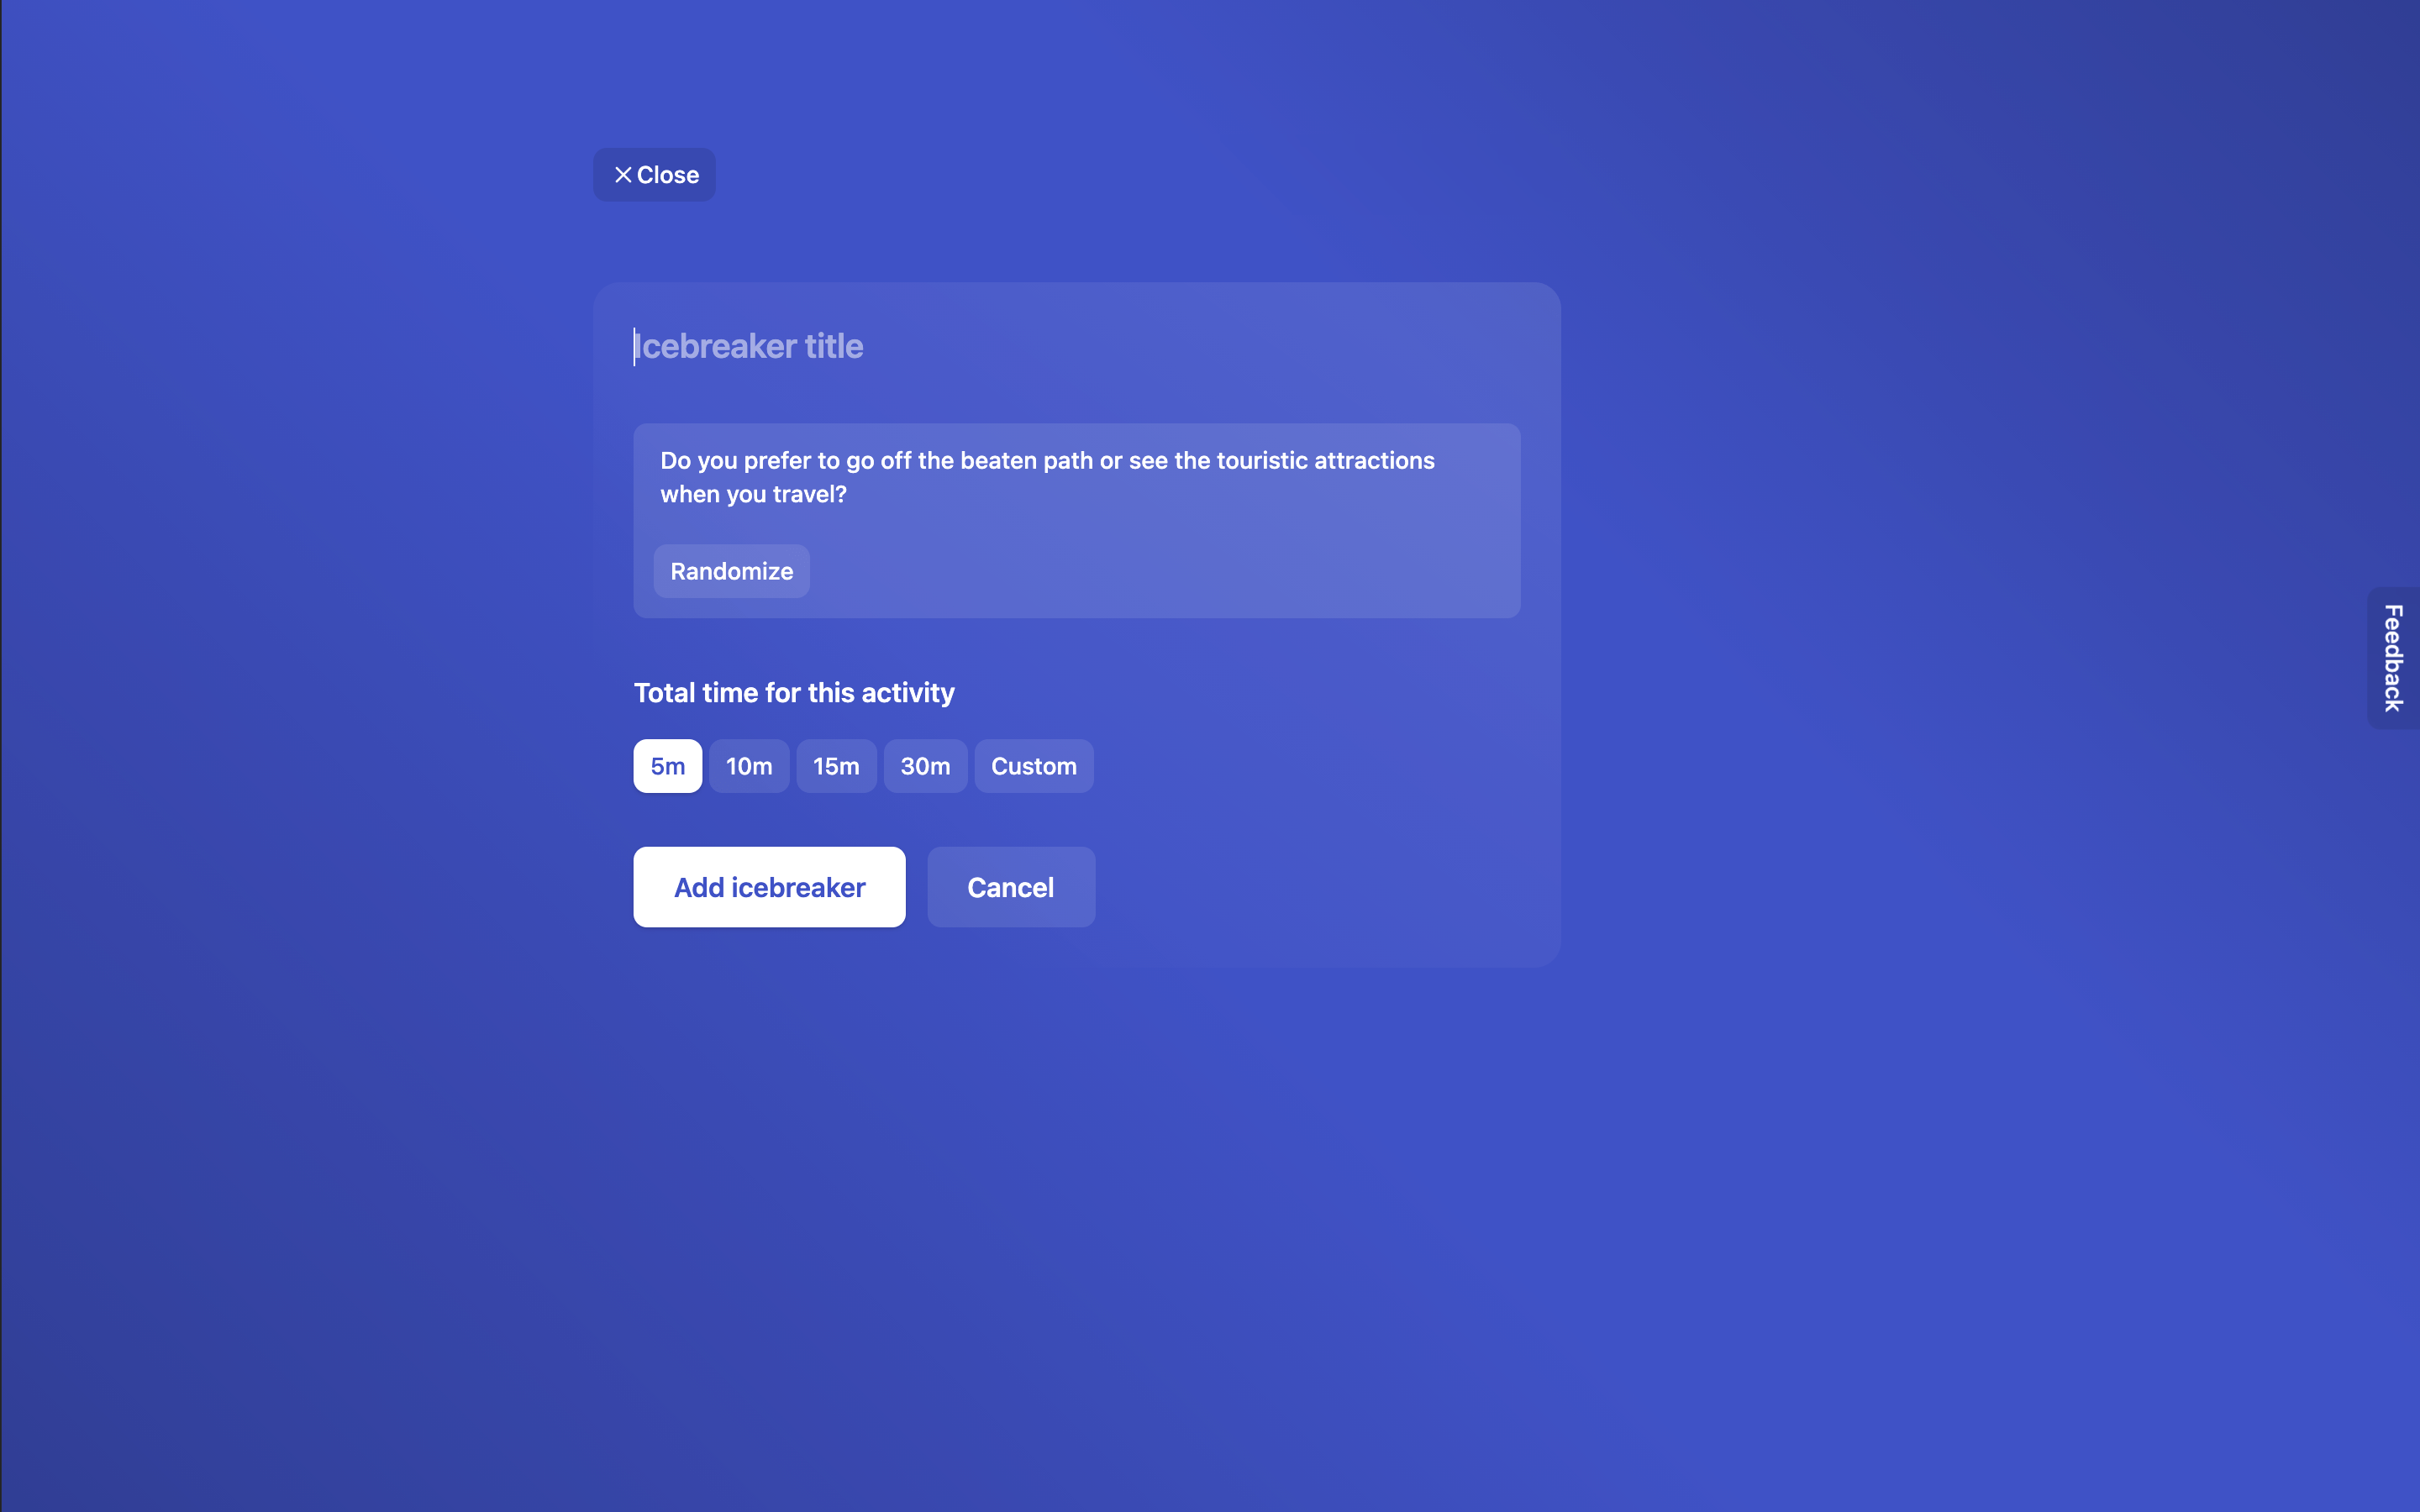 Close
Icebreaker title
Do you prefer to go off the beaten path or see the touristic attractions
when you travel?
Randomize
Feedback
Total time for this activity
5m 10m 15m 30m Custom
Add icebreaker Cancel